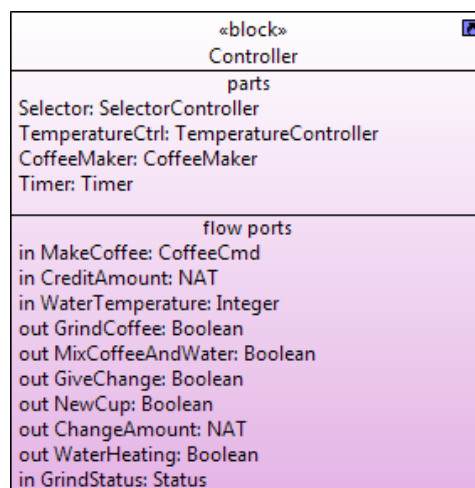 «block»
Controller
parts
Selector: SelectorController
TemperatureCtrl: TemperatureController
CoffeeMaker: CoffeeMaker
Timer: Timer
flow ports
in MakeCoffee: CoffeeCmd
in CreditAmount: NAT
in WaterTemperature: Integer
out GrindCoffee: Boolean
out MixCoffeeAndWater: Boolean
out GiveChange: Boolean
out NewCup: Boolean
out ChangeAmount: NAT
out WaterHeating: Boolean
in GrindStatus: Status